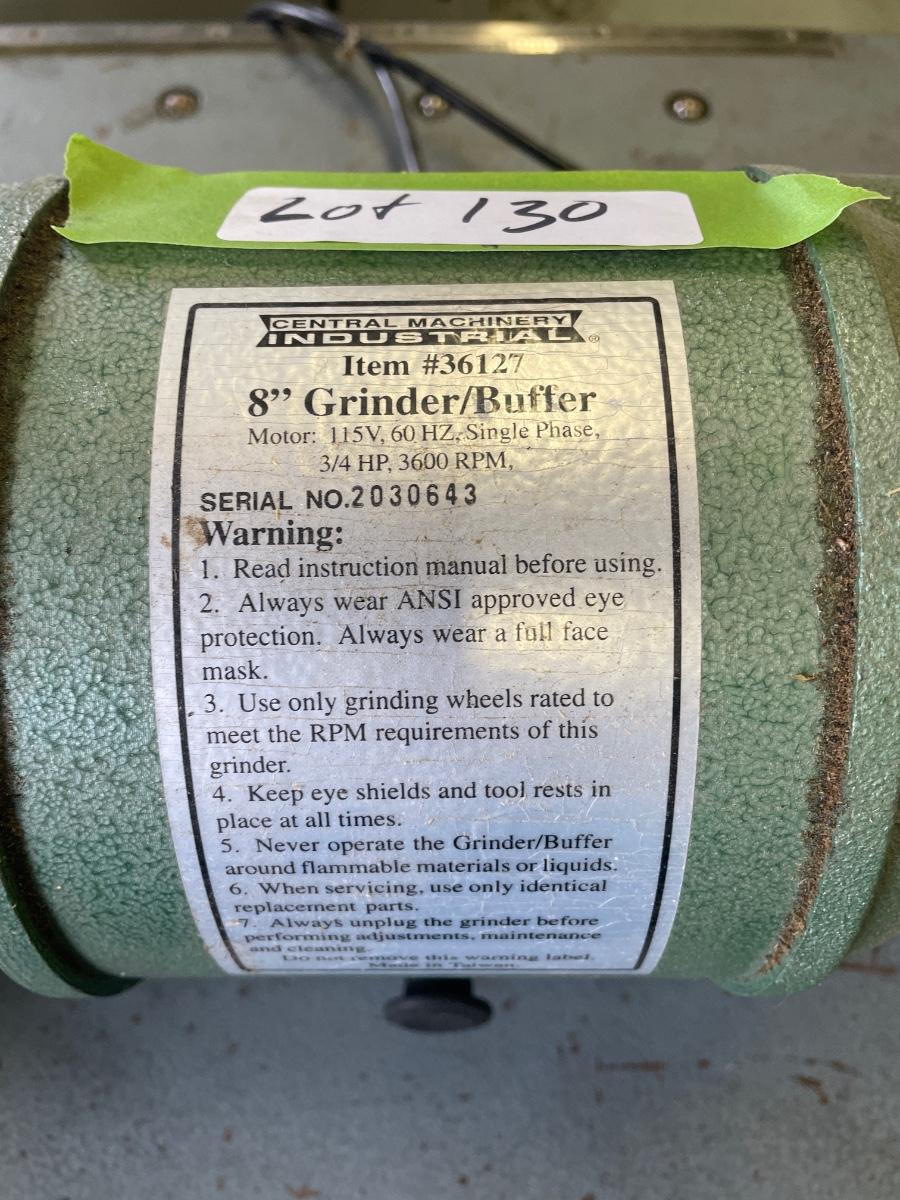 Lot 130
CENTRAL MACHINERY
INDUSTRIAL®
Item #36127
8” Grinder/Buffer
Motor: 115V, 60 HZ, Single Phase,
3/4 HP, 3600 RPM,
SERIAL NO.2030643
Warning:
1. Read instruction manual before using.
2. Always wear ANSI approved eye
protection. Always wear a full face
mask.
3. Use only grinding wheels rated to
meet the RPM requirements of this
grinder.
4. Keep eye shields and tool rests in
place at all times.
5. Never operate the Grinder/Buffer
around flammable materials or liquids.
6. When servicing, use only identical
replacement parts.
7. Always unplug the grinder before
performing adjustments, maintenance
and cleaning.
Do not remove this warning label.
Made in Taiwan.